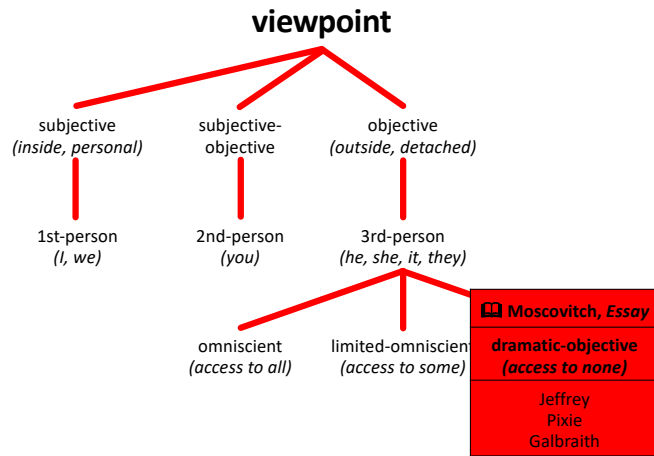 viewpoint
subjective
(inside, personal)
subjective-
objective
objective
(outside, detached)
1st-person
(I, we)
2nd-person
(you)
3rd-person
(he, she, it, they)
omniscient
(access to all)
limited-omniscient
(access to some)
Moscovitch, Essay
dramatic-objective
(access to none)
Jeffrey
Pixie
Galbraith